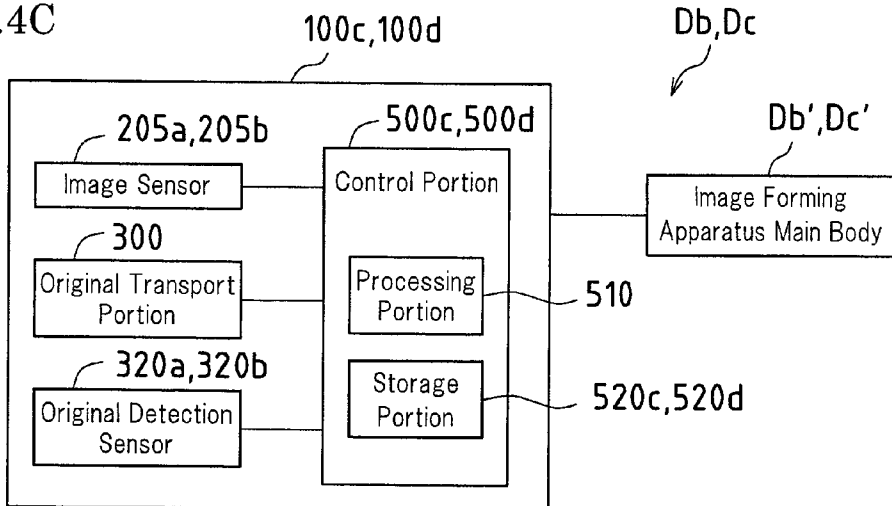 .4C
100c,100d
Db,Dc
205a,205b
500c,500d
Db',Dc'
Image Sensor
Control Portion
Image Forming
Apparatus Main Body
300
Original Transport
Portion
Processing
Portion
510
320a,320b
Original Detection
Sensor
Storage
Portion
520c,520d